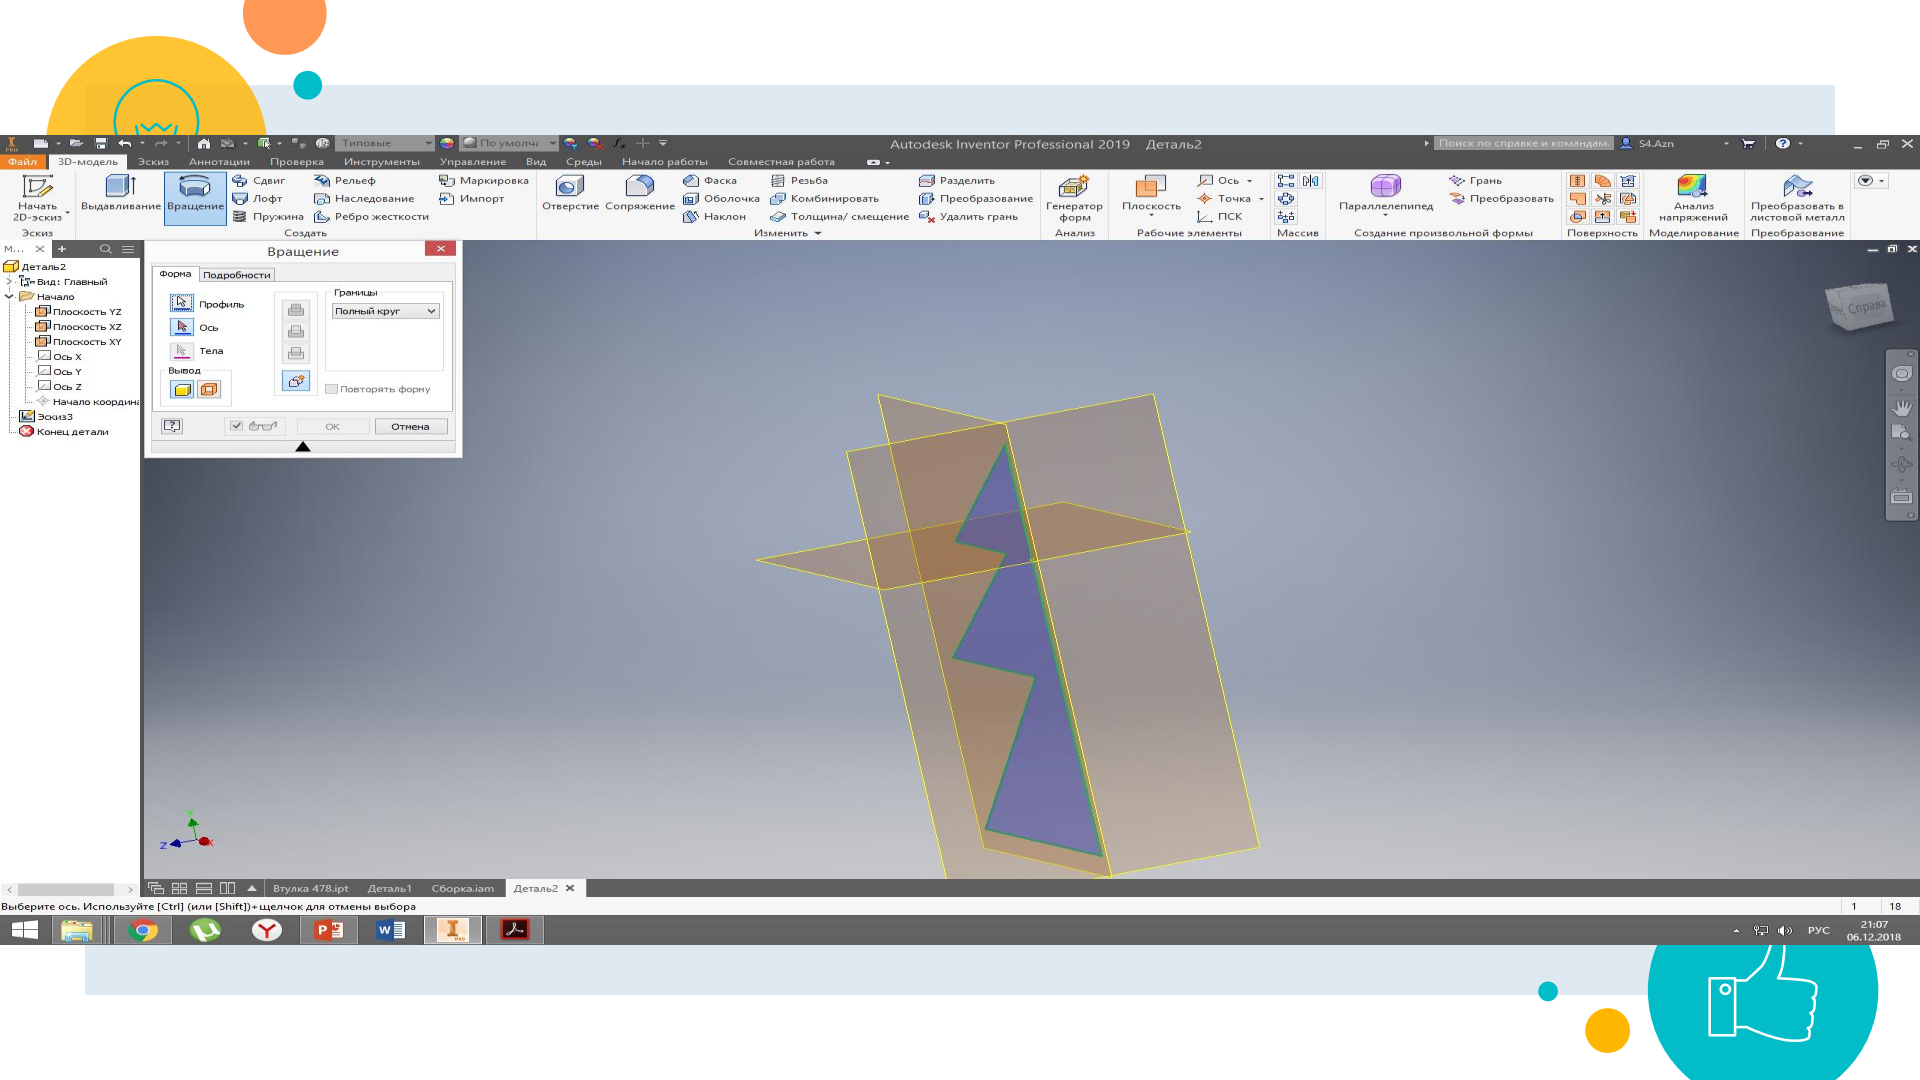 Типовые По умолч Autodesk Inventor Professional 2019 Деталь2 Поиск по справке и командам. S4.Azn
Файл 3D-модель Эскиз Аннотации Проверка Инструменты Управление Вид Среды Начало работы Совместная работа
Начать 2D-эскиз
Выдавливание
Вращение
Сдвиг
Лофт
Пружина
Рельеф
Наследование
Ребро жесткости
Маркировка
Импорт
Отверстие
Сопряжение
Фаска
Оболочка
Наклон
Резьба
Комбинировать
Толщина/ смещение
Разделить
Преобразование
Удалить грань
Генератор форм
Плоскость
Ось
Точка
ПСК
Параллелепипед
Грань
Преобразовать
Анализ напряжений
Преобразовать в листовой металл
Эскиз Создать Изменить Анализ Рабочие элементы Массив Создание произвольной формы Поверхность Моделирование Преобразование
М...
Деталь2
Вид: Главный
Начало
Плоскость YZ
Плоскость XZ
Плоскость XY
Ось X
Ось Y
Ось Z
Начало координа
Эскиз3
Конец детали
Вращение
Форма Подробности
Профиль
Ось
Тела
Вывод
Границы
Полный круг
Повторять форму
OK Отмена
Справа
Y
Z
X
Втулка 478.ipt Деталь1 Сборка.iam Деталь2
Выберите ось. Используйте [Ctrl] (или [Shift])+щелчок для отмены выбора 1 18
РУС
21:07
06.12.2018